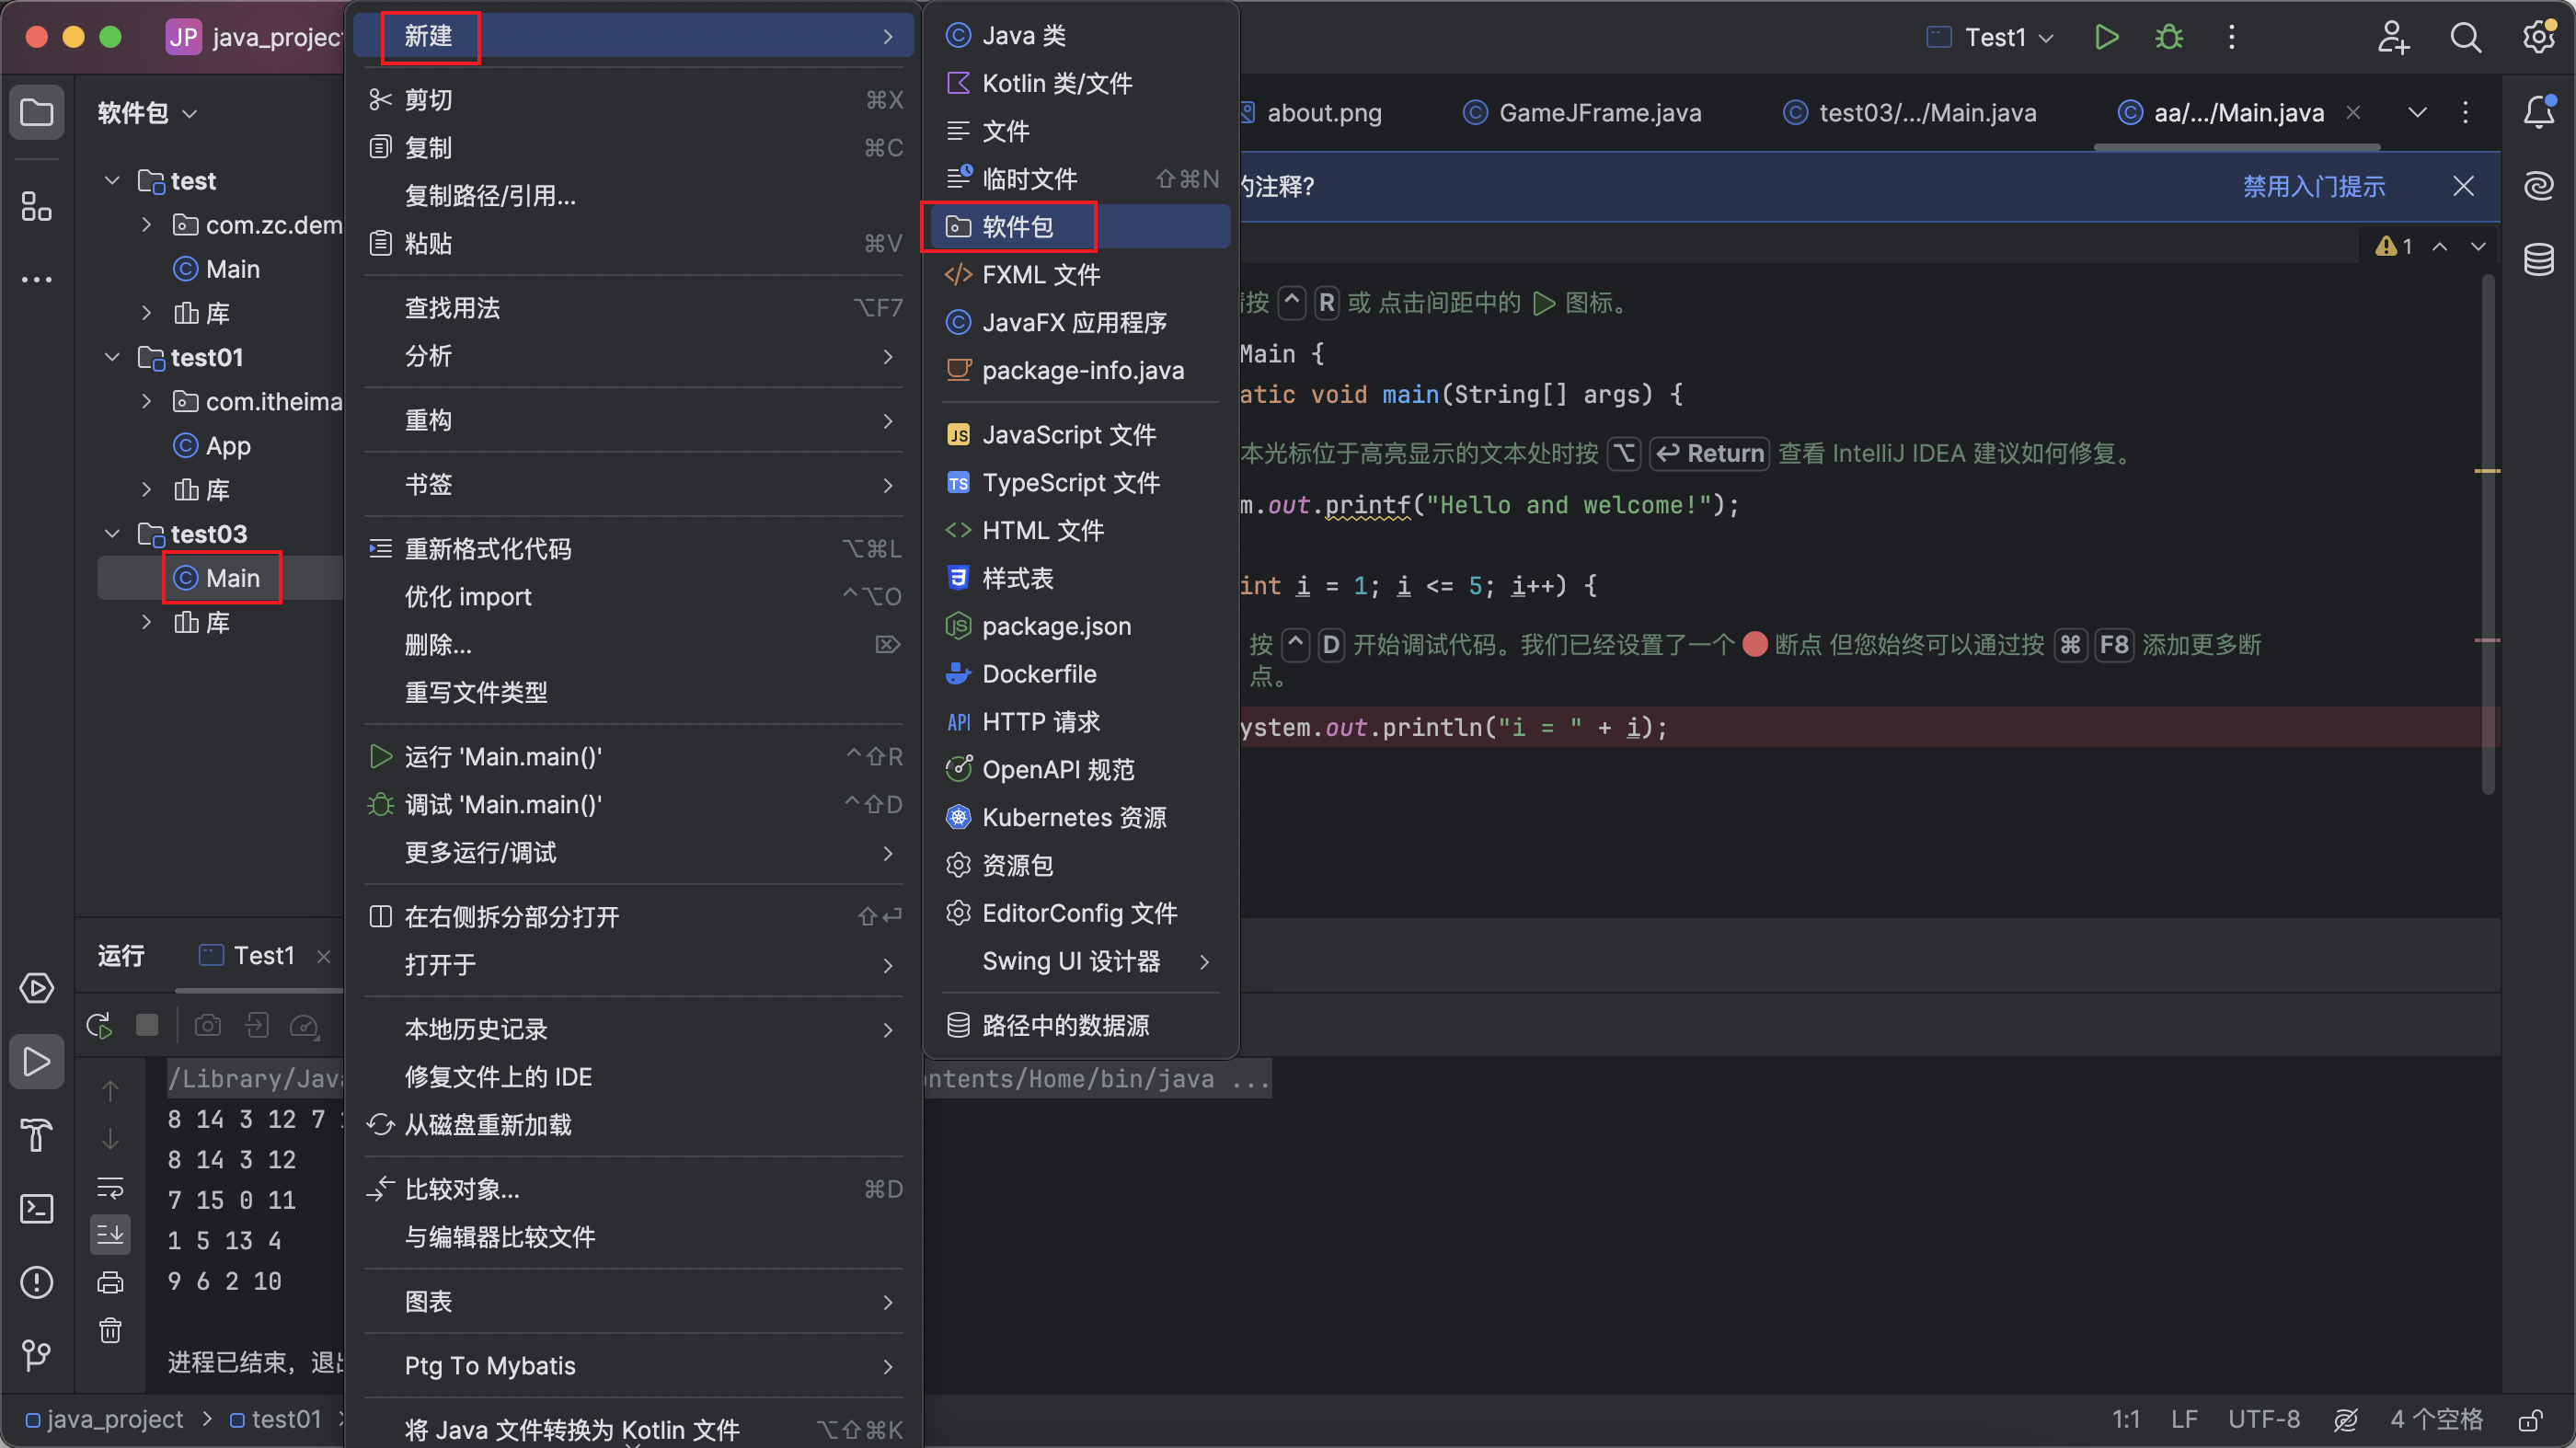 JP java_projec
软件包
test
com.zc.dem
Main
库
test01
com.itheima
App
库
test03
Main
库
新建
剪切 ⌘X
复制 ⌘C
复制路径/引用...
粘贴 ⌘V
查找用法 ⌥F7
分析
重构
书签
重新格式化代码 ⌥⌘L
优化 import ^⌥O
删除... ⌦
重写文件类型
运行 'Main.main()' ^⇧R
调试 'Main.main()' ^⇧D
更多运行/调试
在右侧拆分部分打开 ⇧↩
打开于
本地历史记录
修复文件上的 IDE
从磁盘重新加载
比较对象... ⌘D
与编辑器比较文件
图表
Ptg To Mybatis
将 Java 文件转换为 Kotlin 文件 ⌥⇧⌘K
Java 类
Kotlin 类/文件
文件
临时文件 ⇧⌘N
软件包
FXML 文件
JavaFX 应用程序
package-info.java
JS JavaScript 文件
TS TypeScript 文件
HTML 文件
样式表
package.json
Dockerfile
API HTTP 请求
OpenAPI 规范
Kubernetes 资源
资源包
EditorConfig 文件
Swing UI 设计器
路径中的数据源
Test1
about.png
GameJFrame.java
test03/.../Main.java
aa/.../Main.java
的注释?
禁用入门提示
1
按 ^ R 或 点击间距中的 图标。
Main {
atic void main(String[] args) {
本光标位于高亮显示的文本处时按 ⌥ ↩ Return 查看 IntelliJ IDEA 建议如何修复。
m.out.printf("Hello and welcome!");
int i = 1; i <= 5; i++) {
按 ^ D 开始调试代码。我们已经设置了一个 断点 但您始终可以通过按 ⌘ F8 添加更多断
点。
ystem.out.println("i = " + i);
运行
Test1
/Library/Java
ontents/Home/bin/java ...
8 14 3 12 7
8 14 3 12
7 15 0 11
1 5 13 4
9 6 2 10
进程已结束，退
java_project
test01
1:1
LF
UTF-8
4 个空格